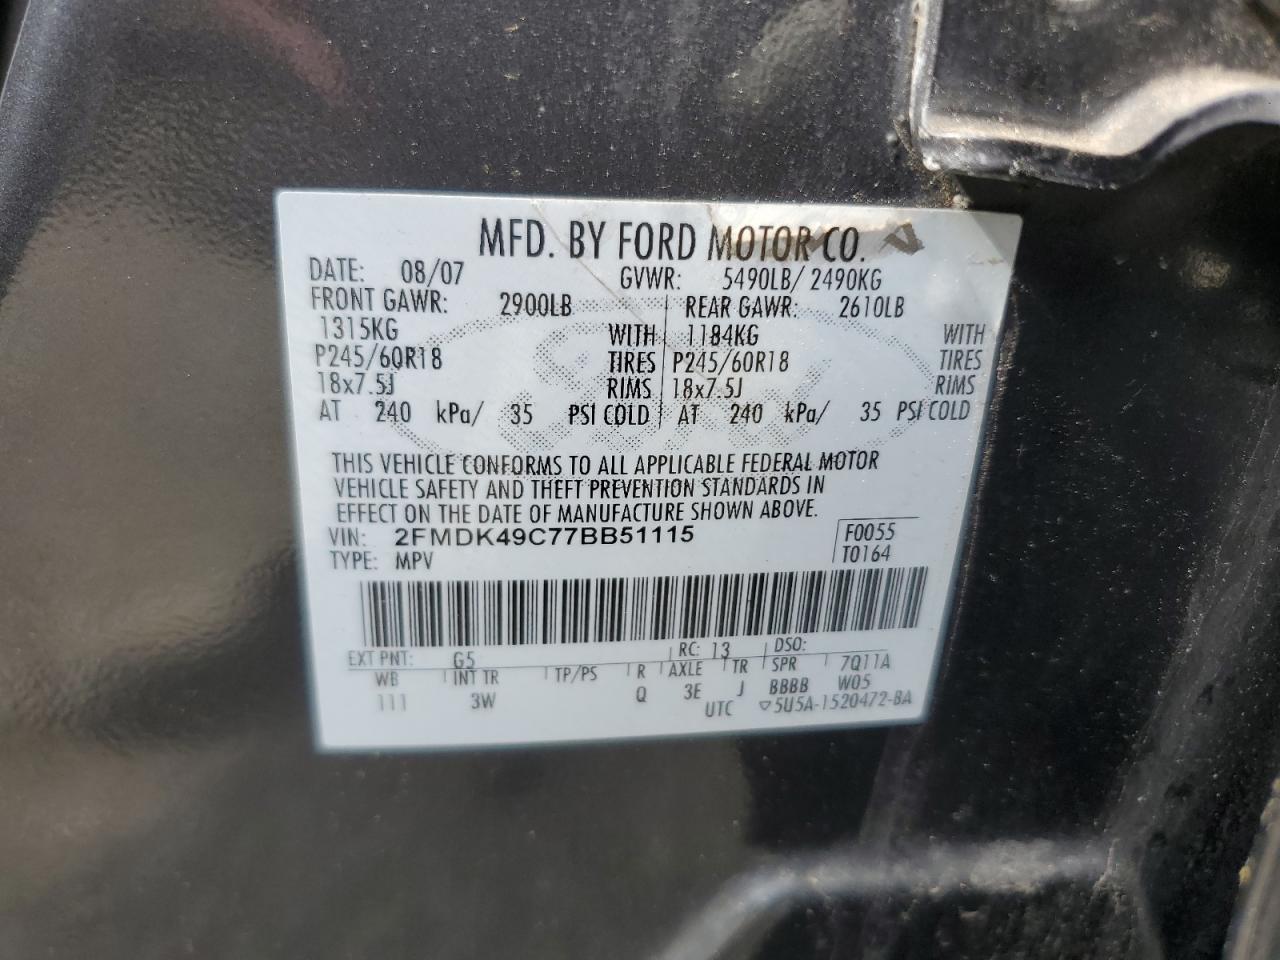 MFD. BY FORD MOTOR CO.
DATE: 08/07 GVWR: 5490LB/ 2490KG
FRONT GAWR: 2900LB REAR GAWR: 2610LB
1315KG WITH 1184KG WITH
P245/60R18 TIRES P245/60R18 TIRES
18x7.5J RIMS 18x7.5J RIMS
AT 240 kPa/ 35 PSI COLD AT 240 kPa/ 35 PSI COLD
THIS VEHICLE CONFORMS TO ALL APPLICABLE FEDERAL MOTOR
VEHICLE SAFETY AND THEFT PREVENTION STANDARDS IN
EFFECT ON THE DATE OF MANUFACTURE SHOWN ABOVE.
VIN: 2FMDK49C77BB51115 F0055
TYPE: MPV T0164
EXT PNT: G5 RC: 13 DSO:
WB INT TR TP/PS R AXLE TR SPR 7Q11A
111 3W Q 3E J BBBB W05
UTC ▽5U5A-1520472-BA